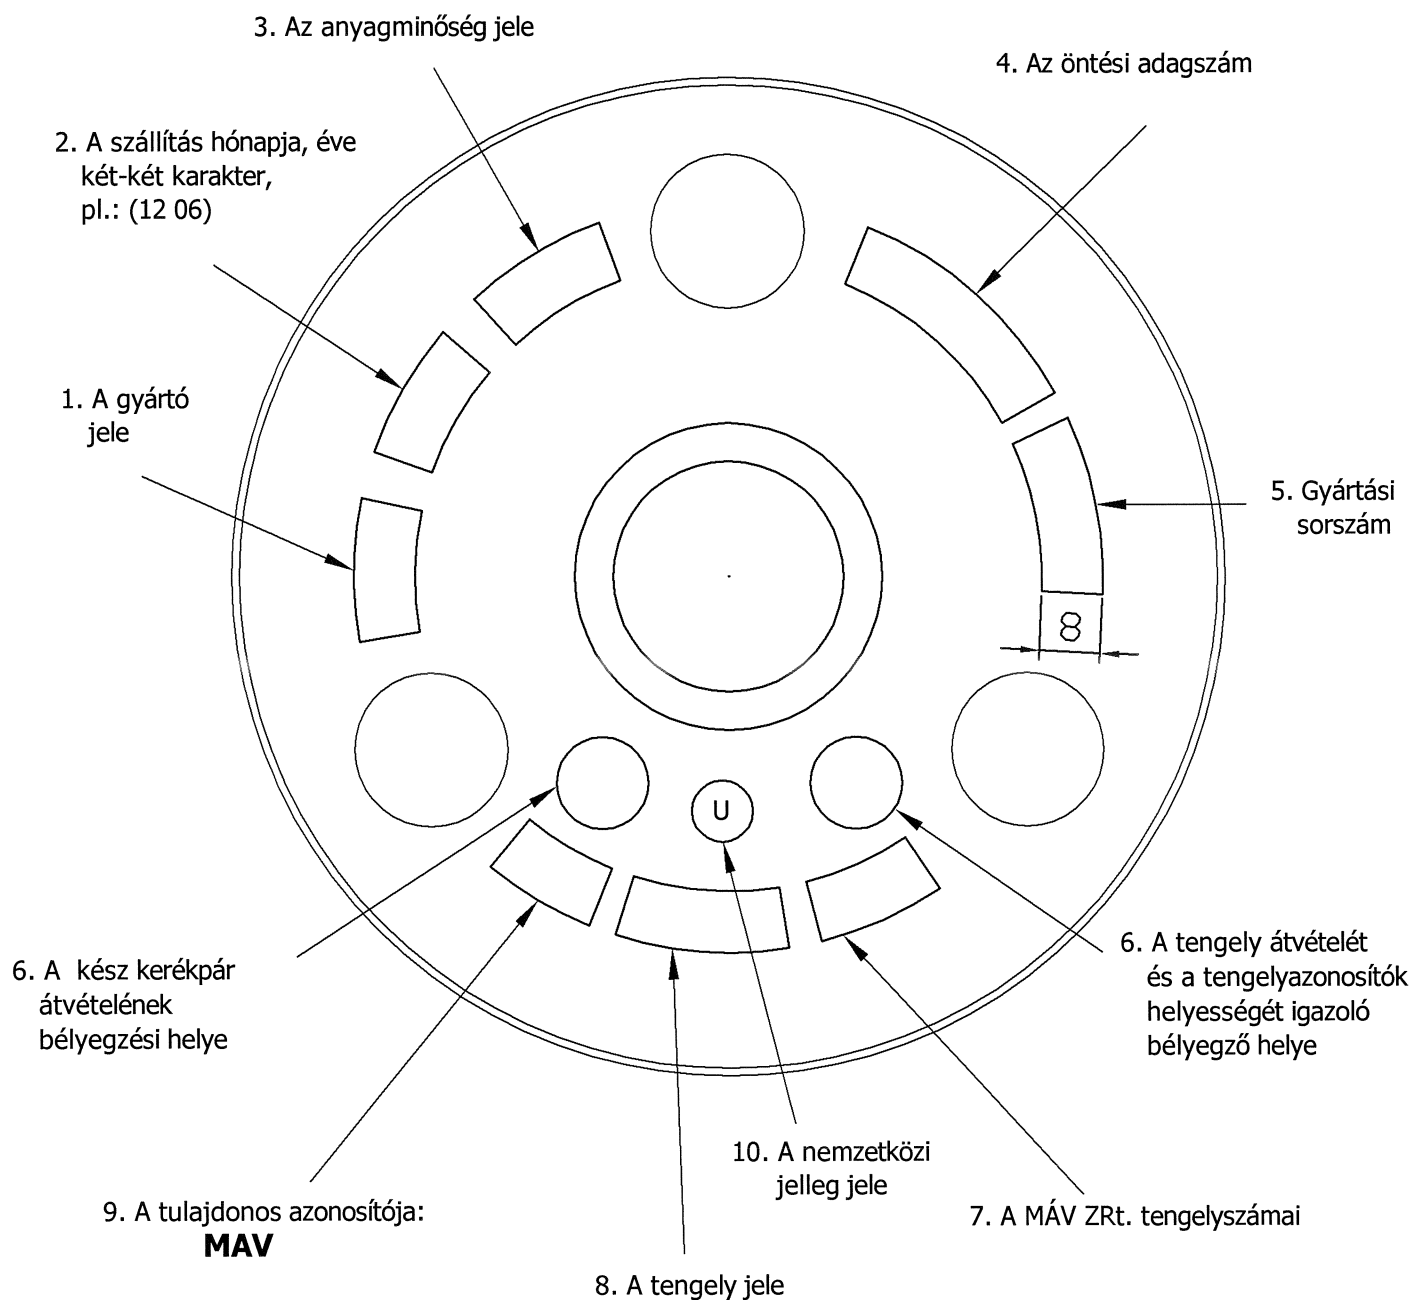 3. Az anyagminőség jele
4. Az öntési adagszám
2. A szállítás hónapja, éve
két-két karakter,
pl.: (12 06)
1. A gyártó
jele
5. Gyártási
sorszám
8
U
6. A kész kerékpár
átvételének
bélyegzési helye
6. A tengely átvételét
és a tengelyazonosítók
helyességét igazoló
bélyegző helye
10. A nemzetközi
jelleg jele
9. A tulajdonos azonosítója:
MAV
7. A MÁV ZRt. tengelyszámai
8. A tengely jele